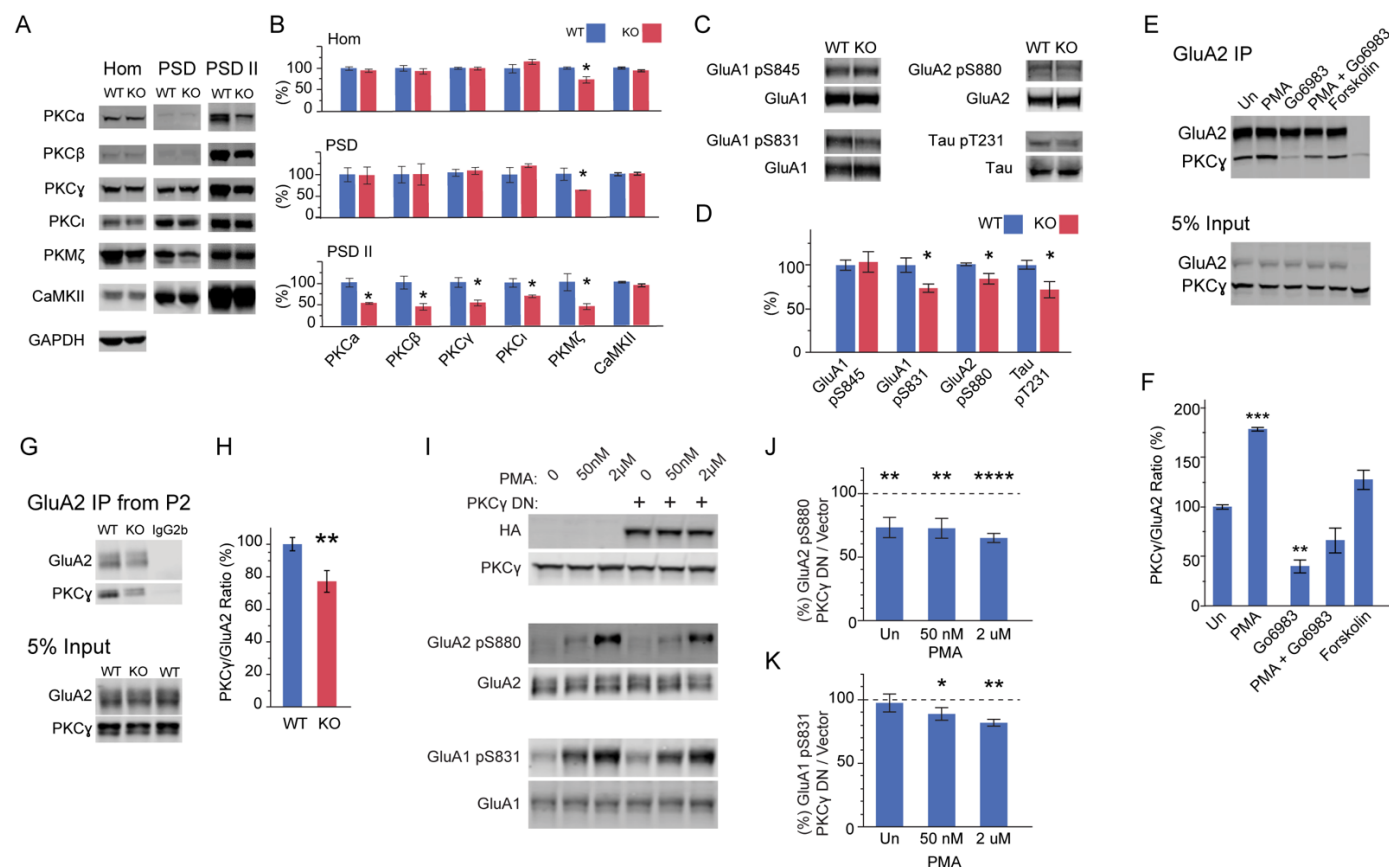 A
Hom PSD PSD II
WT KO WT KO WT KO
PKCα
PKCβ
PKCɣ
PKCι
PKMζ
CaMKII
GAPDH
B
WT KO
Hom
100
50
0
(%)
*
PSD
100
50
0
(%)
*
PSD II
100
50
0
(%)
* * * * *
PKCα
PKCβ
PKCγ
PKCι
PKMζ
CaMKII
C
WT KO
GluA1 pS845
GluA1
GluA1 pS831
GluA1
WT KO
GluA2 pS880
GluA2
Tau pT231
Tau
D
WT KO
100
50
0
(%)
* * *
GluA1
pS845
GluA1
pS831
GluA2
pS880
Tau
pT231
E
GluA2 IP
Un
PMA
Go6983
PMA + Go6983
Forskolin
GluA2
PKCɣ
5% Input
GluA2
PKCɣ
F
PKCγ/GluA2 Ratio (%)
200
150
100
50
0
***
**
Un
PMA
Go6983
PMA + Go6983
Forskolin
G
GluA2 IP from P2
WT KO IgG2b
GluA2
PKCɣ
5% Input
WT KO WT
GluA2
PKCɣ
H
PKCγ/GluA2 Ratio (%)
100
80
60
40
20
0
**
WT KO
I
PMA: 0 50nM 2µM 0 50nM 2µM
PKCγ DN: + + +
HA
PKCγ
GluA2 pS880
GluA2
GluA1 pS831
GluA1
J
(%) GluA2 pS880
PKCγ DN / Vector
100
50
0
** ** ****
Un 50 nM 2 uM
PMA
K
(%) GluA1 pS831
PKCγ DN / Vector
100
50
0
* **
Un 50 nM 2 uM
PMA